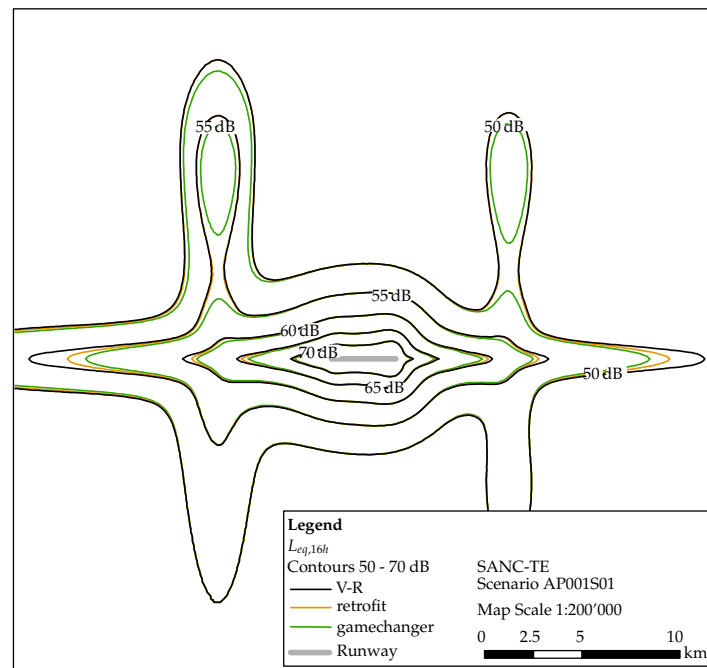 55 dB
50 dB
55 dB
60 dB
70 dB
65 dB
50 dB
Legend
Leq,16h
Contours 50 - 70 dB
V-R
retrofit
gamechanger
Runway
SANC-TE
Scenario AP001S01
Map Scale 1:200'000
0 2.5 5 10
km